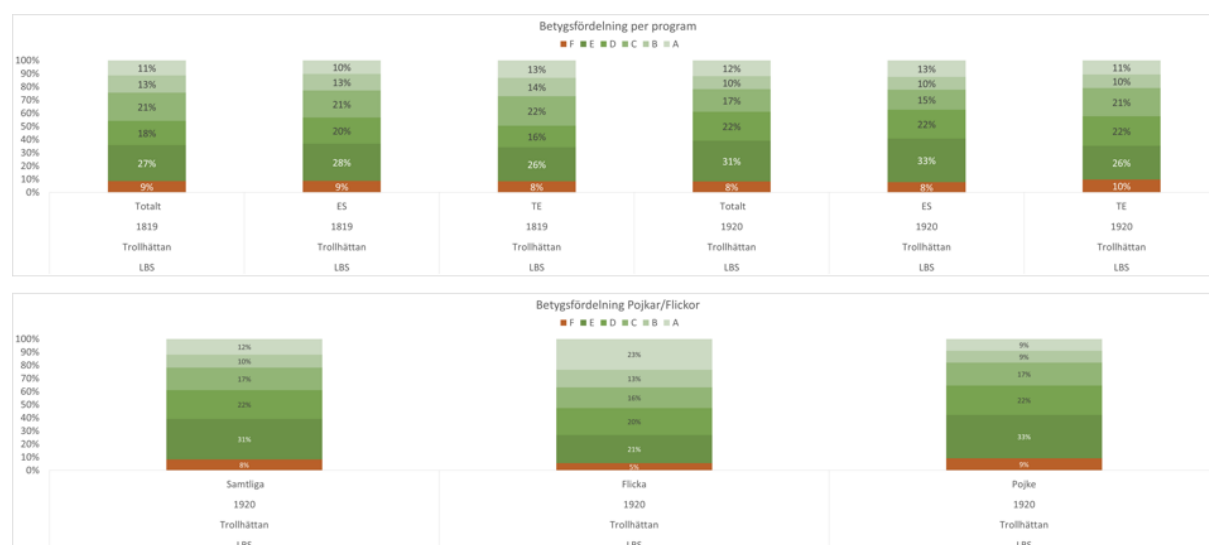 Betygsfördelning per program
F E D C B A
100%
90%
80%
70%
60%
50%
40%
30%
20%
10%
0%
11% 10% 13% 12% 13% 11%
13% 13% 14% 10% 10% 10%
21% 21% 22% 17% 15% 21%
18% 20% 16% 22% 22% 22%
27% 28% 26% 31% 33% 26%
9% 9% 8% 8% 8% 10%
Totalt ES TE Totalt ES TE
1819 1819 1819 1920 1920 1920
Trollhättan Trollhättan Trollhättan Trollhättan Trollhättan Trollhättan
LBS LBS LBS LBS LBS LBS
Betygsfördelning Pojkar/Flickor
F E D C B A
100%
90%
80%
70%
60%
50%
40%
30%
20%
10%
0%
12% 23% 9%
10% 13% 9%
17% 16% 17%
22% 20% 22%
31% 21% 33%
8% 5% 9%
Samtliga Flicka Pojke
1920 1920 1920
Trollhättan Trollhättan Trollhättan
LBS LBS LBS